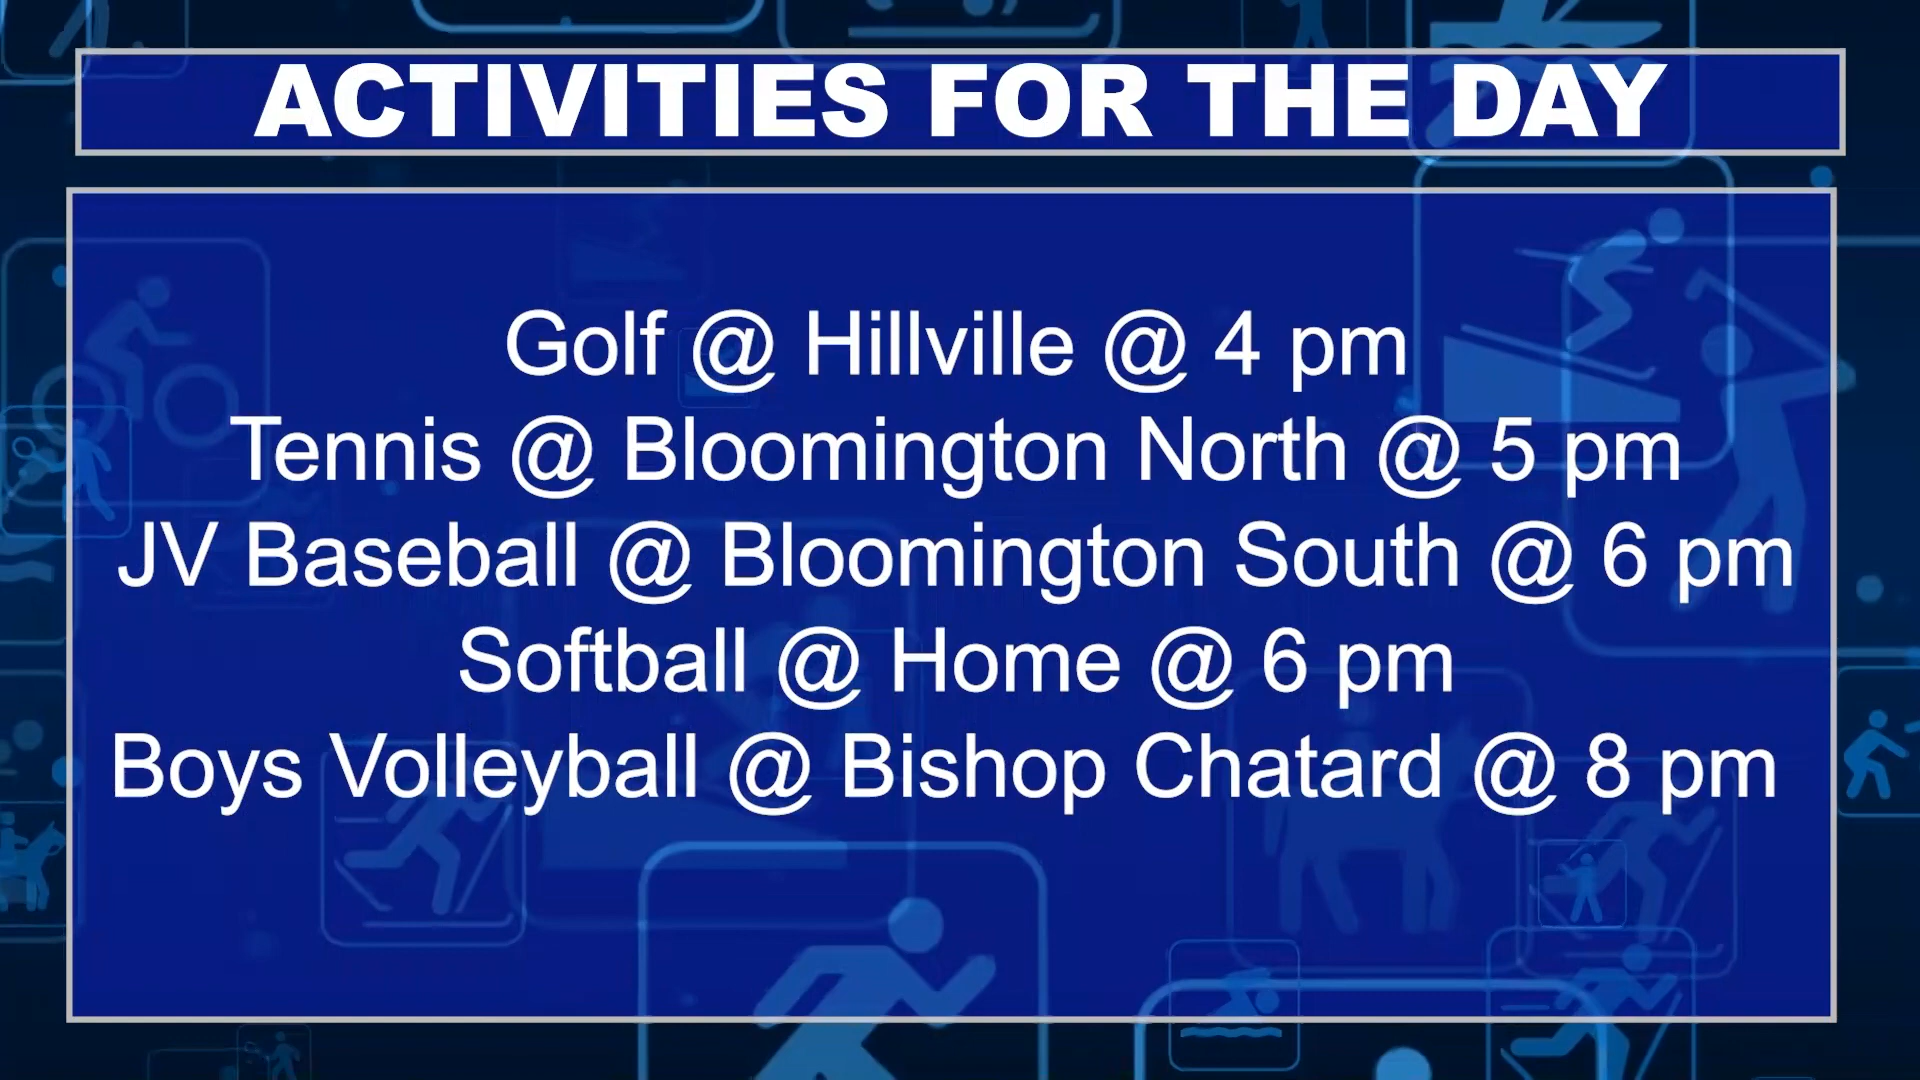 ACTIVITIES FOR THE DAY
Golf @ Hillville @ 4 pm
Tennis @ Bloomington North @ 5 pm
JV Baseball @ Bloomington South @ 6 pm
Softball @ Home @ 6 pm
Boys Volleyball @ Bishop Chatard @ 8 pm